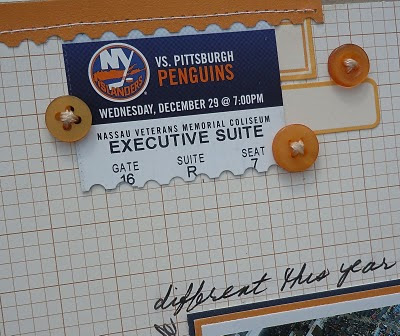 NY
ISLANDERS
VS. PITTSBURGH
PENGUINS
WEDNESDAY, DECEMBER 29 @ 7:00PM
NASSAU VETERANS MEMORIAL COLISEUM
EXECUTIVE SUITE
GATE SUITE SEAT
16 R 7
different this year